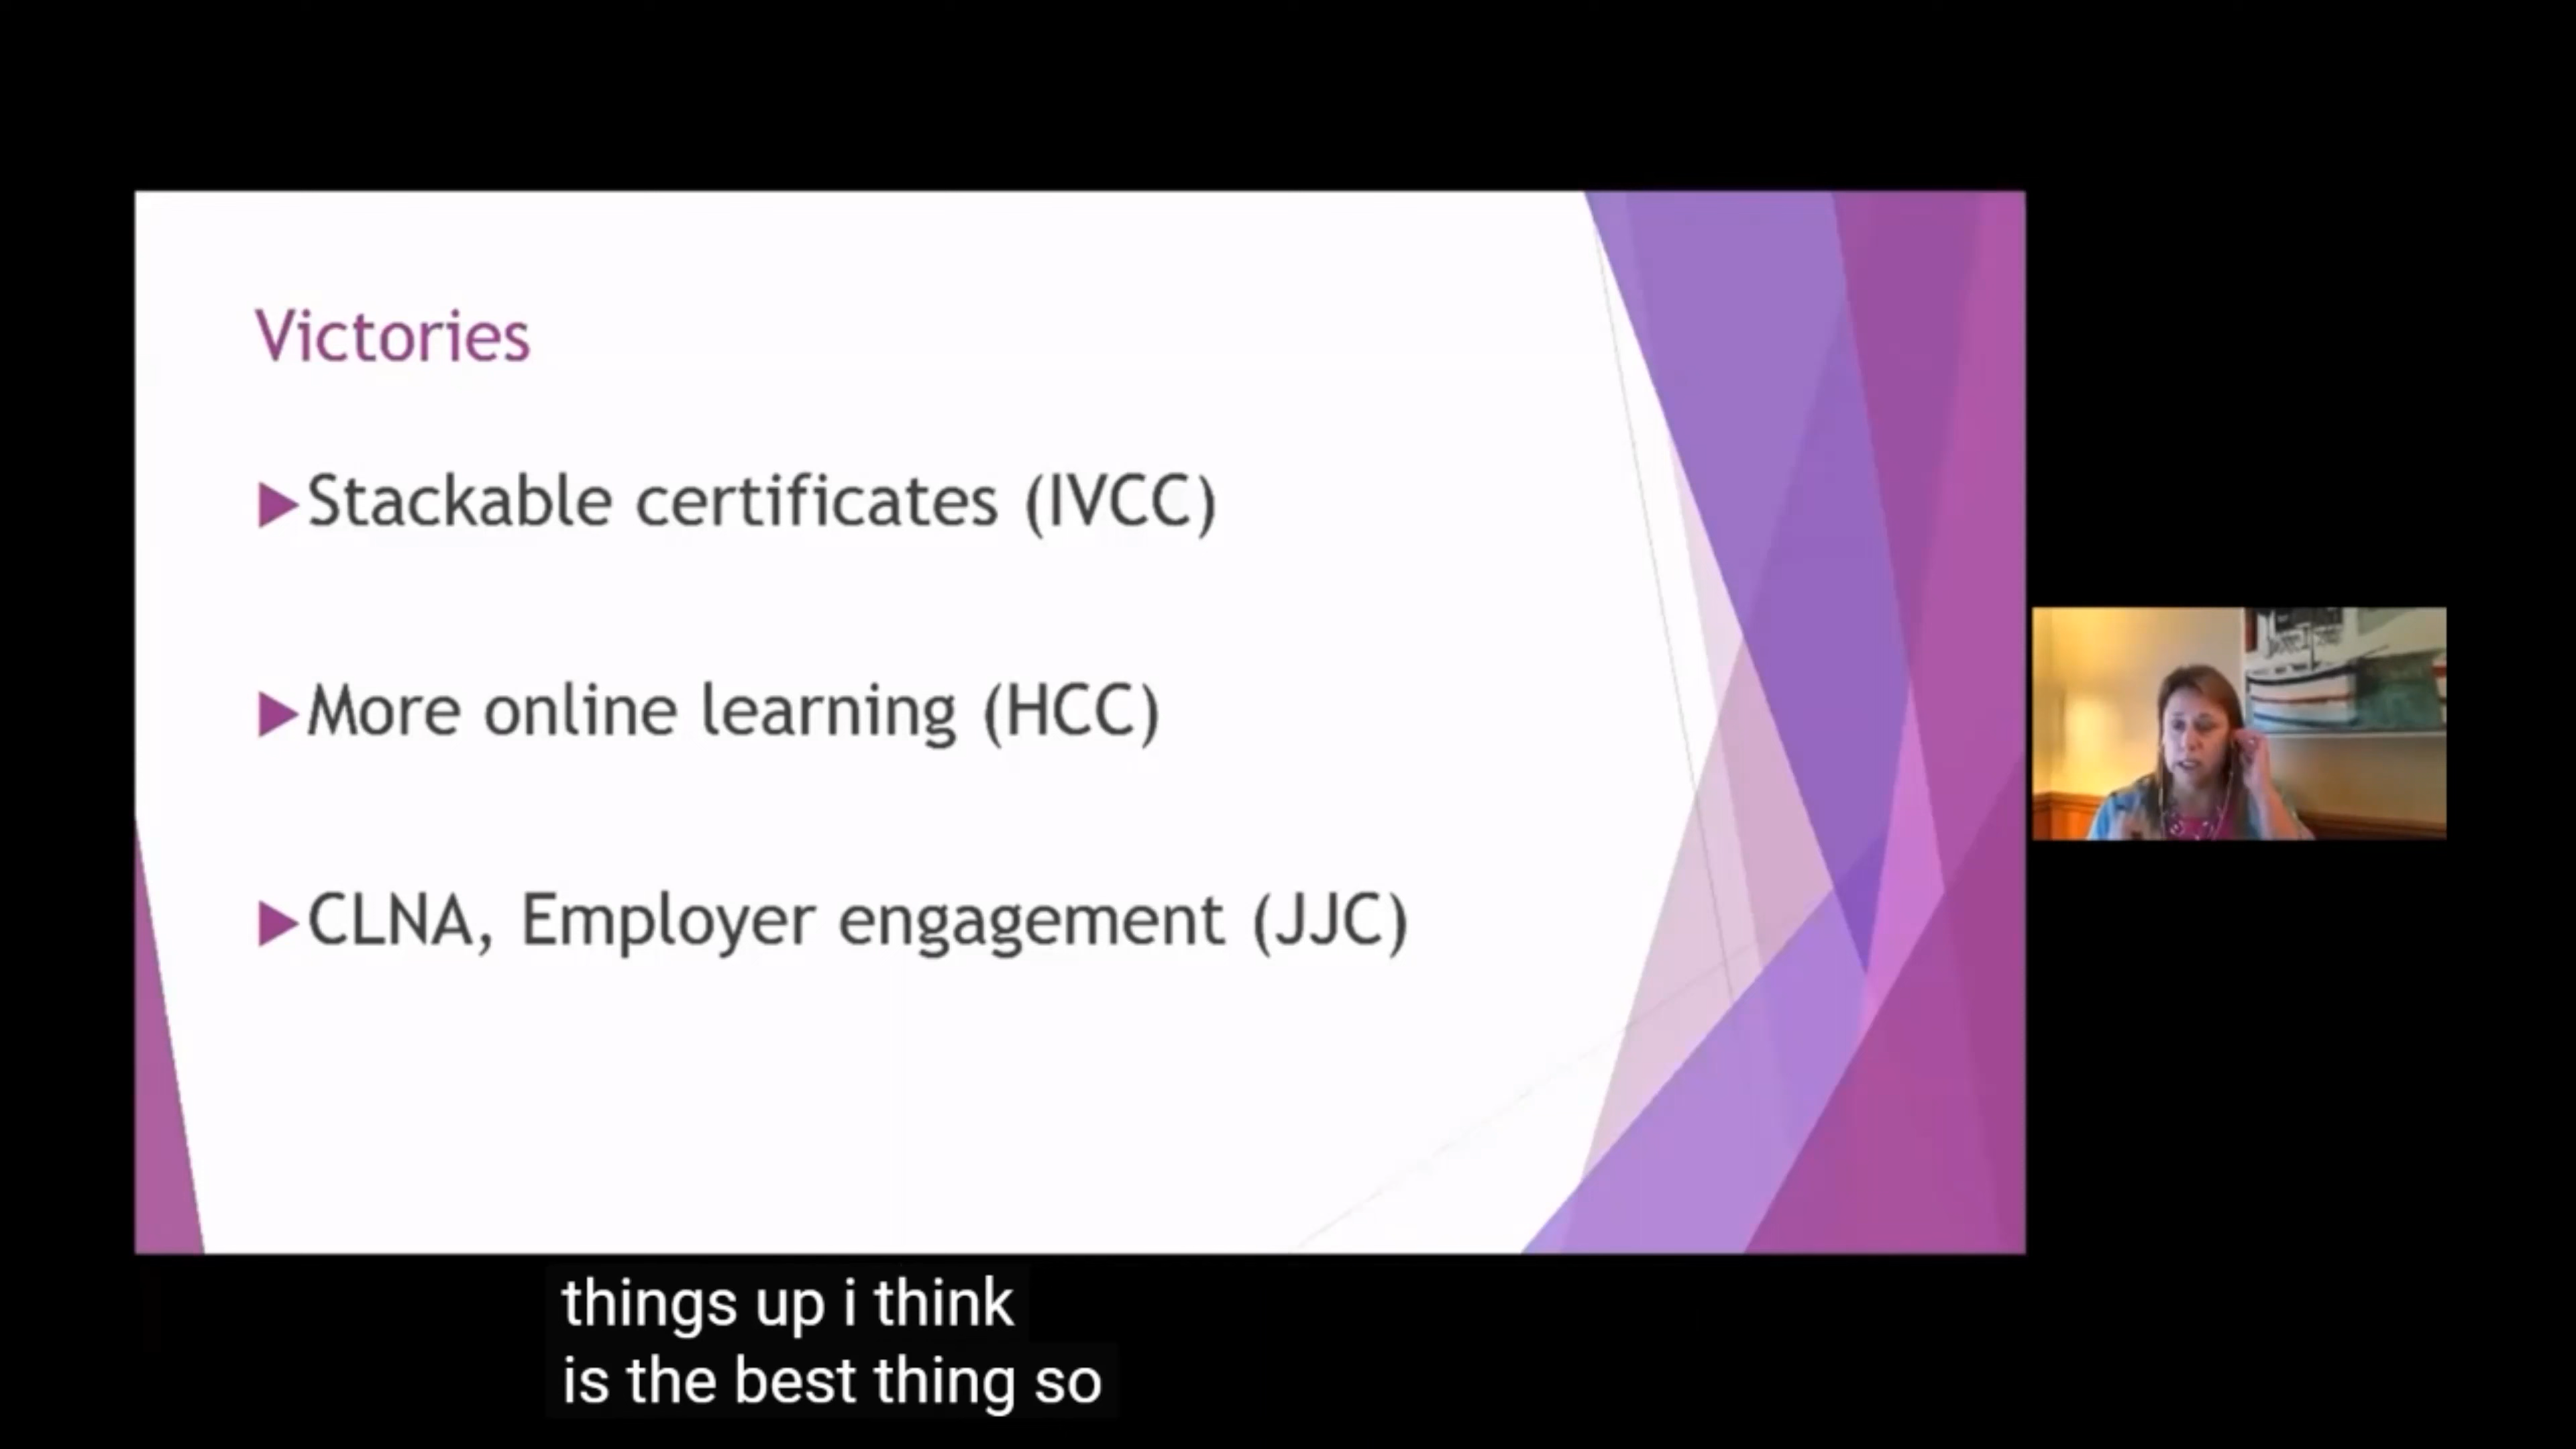 Victories
Stackable certificates (IVCC)
More online learning (HCC)
CLNA, Employer engagement (JJC)
things up i think
is the best thing so